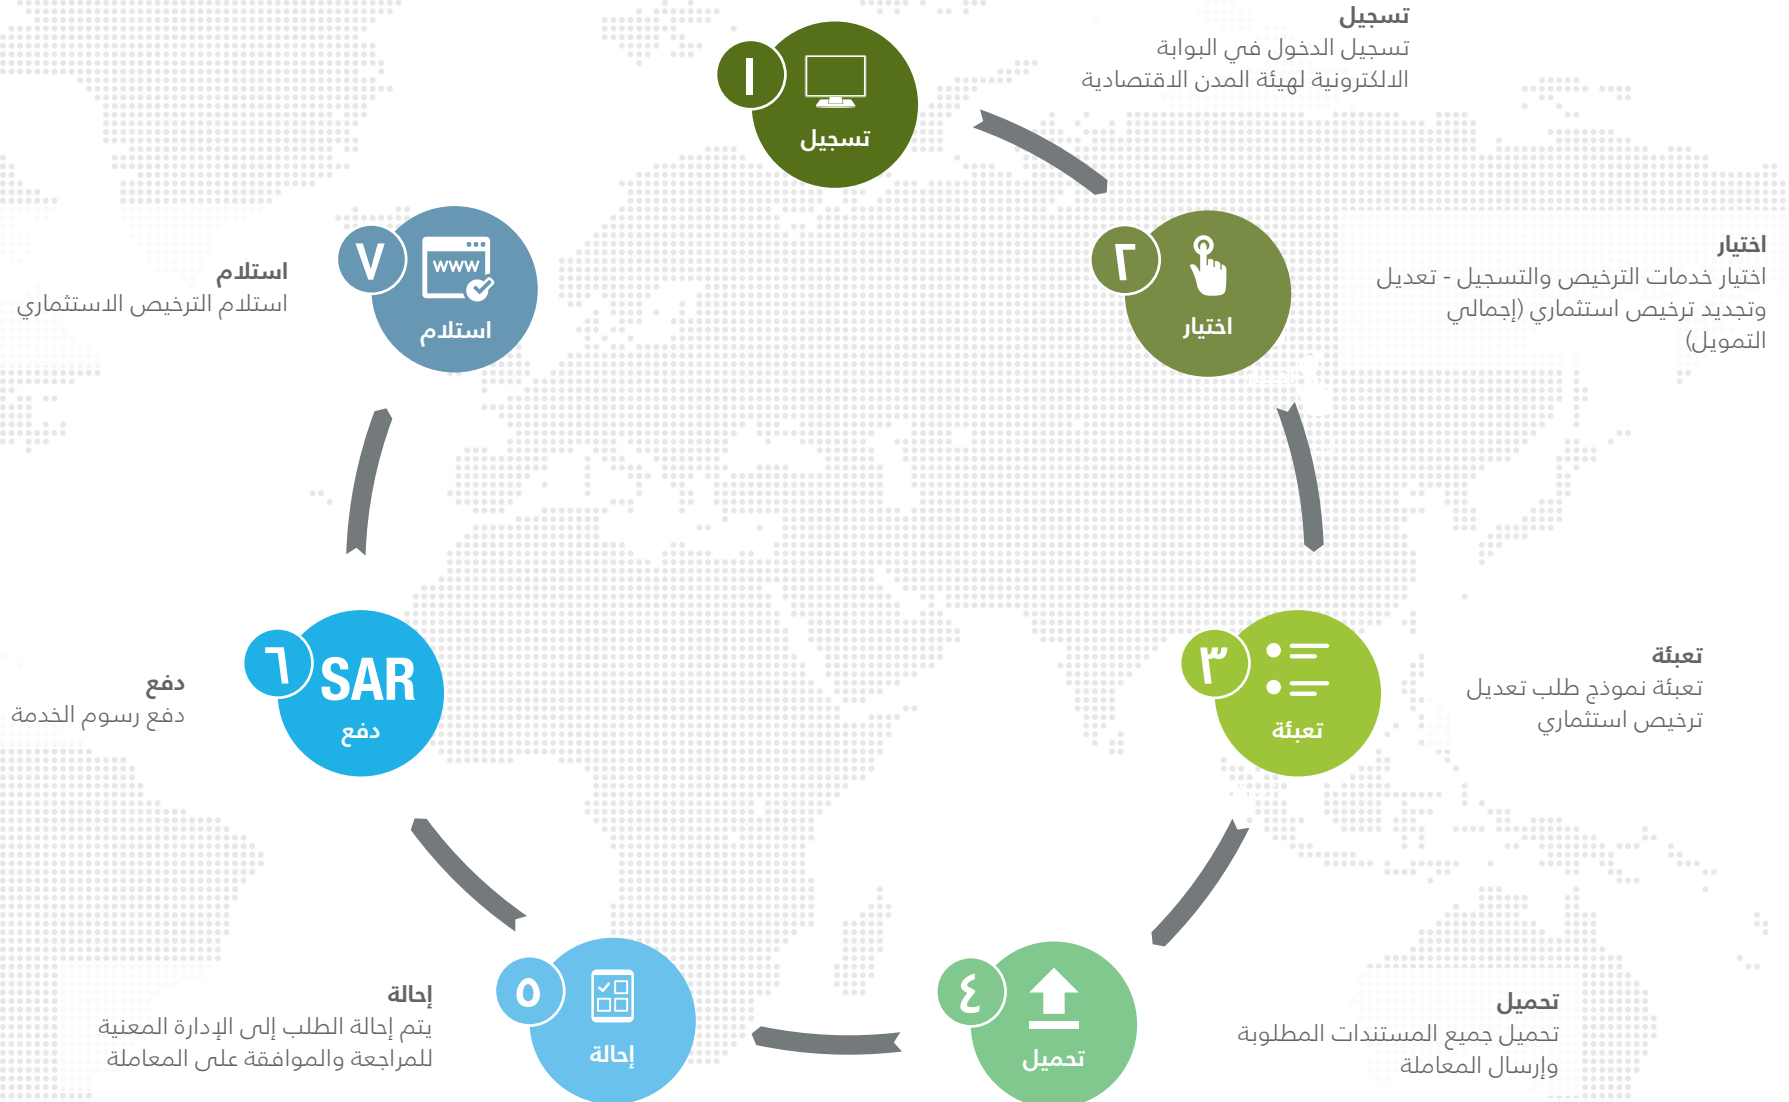 تسجيل
تسجيل الدخول في البوابة
الالكترونية لهيئة المدن الاقتصادية
١
تسجيل
اختيار
اختيار خدمات الترخيص والتسجيل - تعديل
وتجديد ترخيص استثماري (إجمالي
التمويل)
٢
اختيار
تعبئة
تعبئة نموذج طلب تعديل
ترخيص استثماري
٣
تعبئة
تحميل
تحميل جميع المستندات المطلوبة
وإرسال المعاملة
٤
تحميل
إحالة
يتم إحالة الطلب إلى الإدارة المعنية
للمراجعة والموافقة على المعاملة
٥
إحالة
دفع
دفع رسوم الخدمة
٦
SAR
دفع
استلام
استلام الترخيص الاستثماري
٧
www
استلام